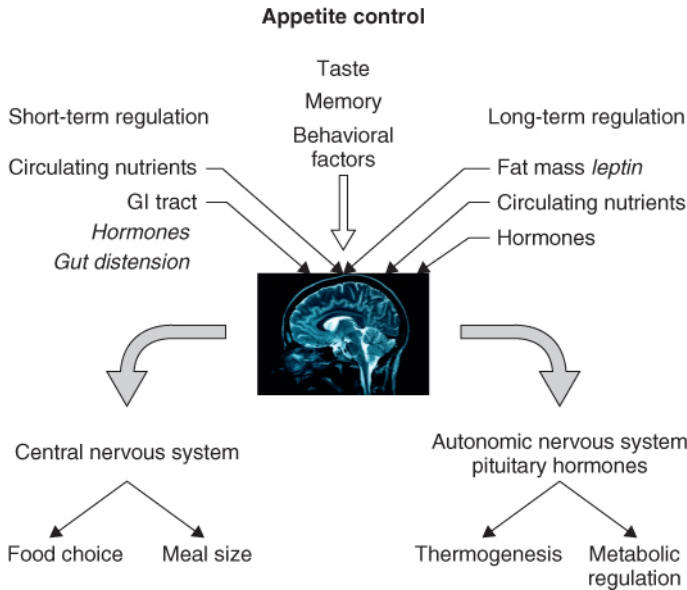 Appetite control
Taste
Memory
Behavioral
factors
Short-term regulation
Circulating nutrients
GI tract
Hormones
Gut distension
Long-term regulation
Fat mass leptin
Circulating nutrients
Hormones
Central nervous system
Food choice
Meal size
Autonomic nervous system
pituitary hormones
Thermogenesis
Metabolic
regulation